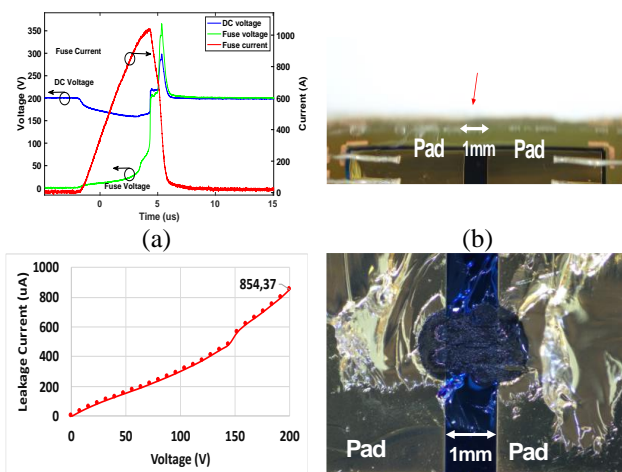 DC voltage
Fuse voltage
Fuse current
Fuse Current
DC Voltage
Fuse Voltage
Voltage (V)
350
300
250
200
150
100
50
0
Current (A)
1000
800
600
400
200
0
0
5
10
15
Time (us)
(a)
Pad
1mm
Pad
(b)
Leakage Current (uA)
1000
800
600
400
200
0
854,37
0
50
100
150
200
Voltage (V)
Pad
1mm
Pad